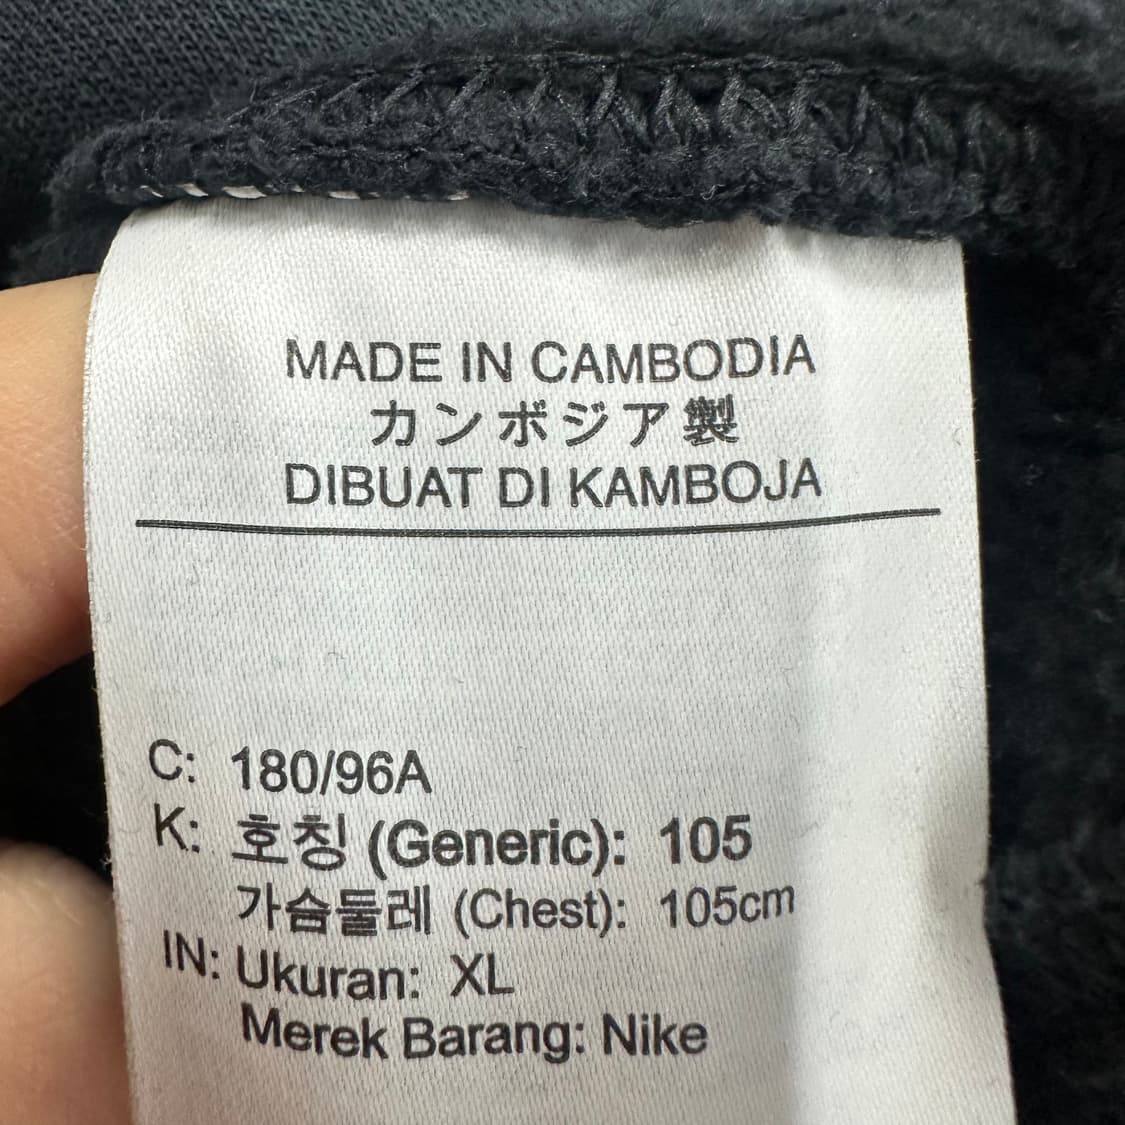 MADE IN CAMBODIA
カンボジア製
DIBUAT DI KAMBOJA
C: 180/96A
K: 호칭 (Generic): 105
가슴둘레 (Chest): 105cm
IN: Ukuran: XL
Merek Barang: Nike